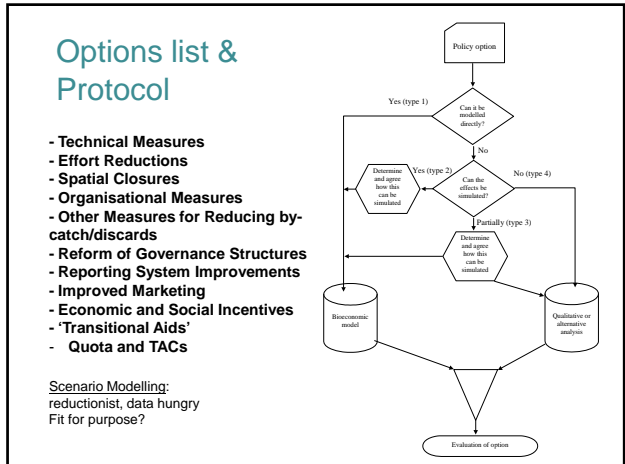 Options list &
Protocol
- Technical Measures
- Effort Reductions
- Spatial Closures
- Organisational Measures
- Other Measures for Reducing by-
catch/discards
- Reform of Governance Structures
- Reporting System Improvements
- Improved Marketing
- Economic and Social Incentives
- ‘Transitional Aids’
- Quota and TACs
Scenario Modelling:
reductionist, data hungry
Fit for purpose?
Policy option
Yes (type 1)
Can it be
modelled
directly?
No
Determine
and agree
how this
can be
simulated
Yes (type 2)
Can the
effects be
simulated?
No (type 4)
Partially (type 3)
Determine
and agree
how this
can be
simulated
Bioeconomic
model
Qualitative or
alternative
analysis
Evaluation of option